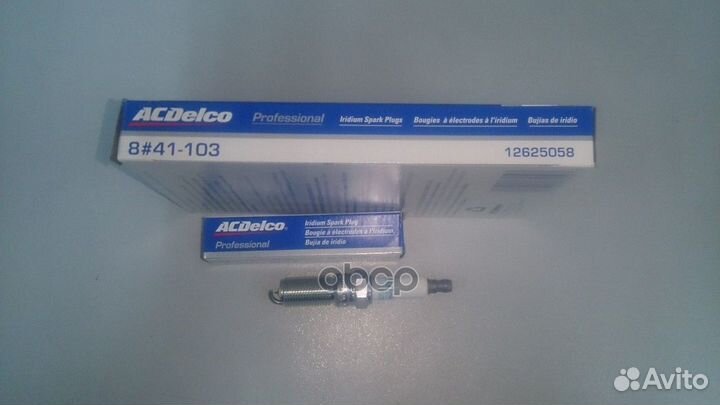 ACDelco Professional Iridium Spark Plugs Bougies à électrodes à l'iridium Bujías de iridio
8#41-103 12625058
ACDelco Iridium Spark Plug
Bougie à électrodes à l'iridium
Professional Bujía de iridio
abcp
Avito